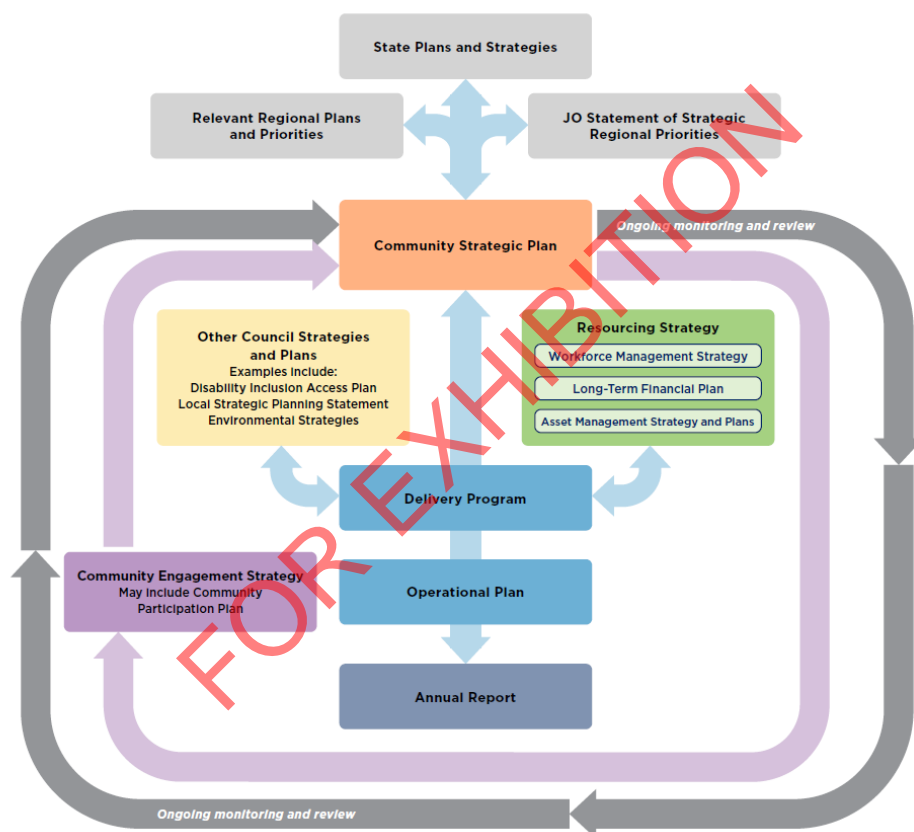 State Plans and Strategies
Relevant Regional Plans
and Priorities
JO Statement of Strategic
Regional Priorities
Community Strategic Plan
Ongoing monitoring and review
Other Council Strategies
and Plans
Examples include:
Disability Inclusion Access Plan
Local Strategic Planning Statement
Environmental Strategies
Resourcing Strategy
Workforce Management Strategy
Long-Term Financial Plan
Asset Management Strategy and Plans
Delivery Program
Community Engagement Strategy
May include Community
Participation Plan
Operational Plan
Annual Report
Ongoing monitoring and review
FOR EXHIBITION